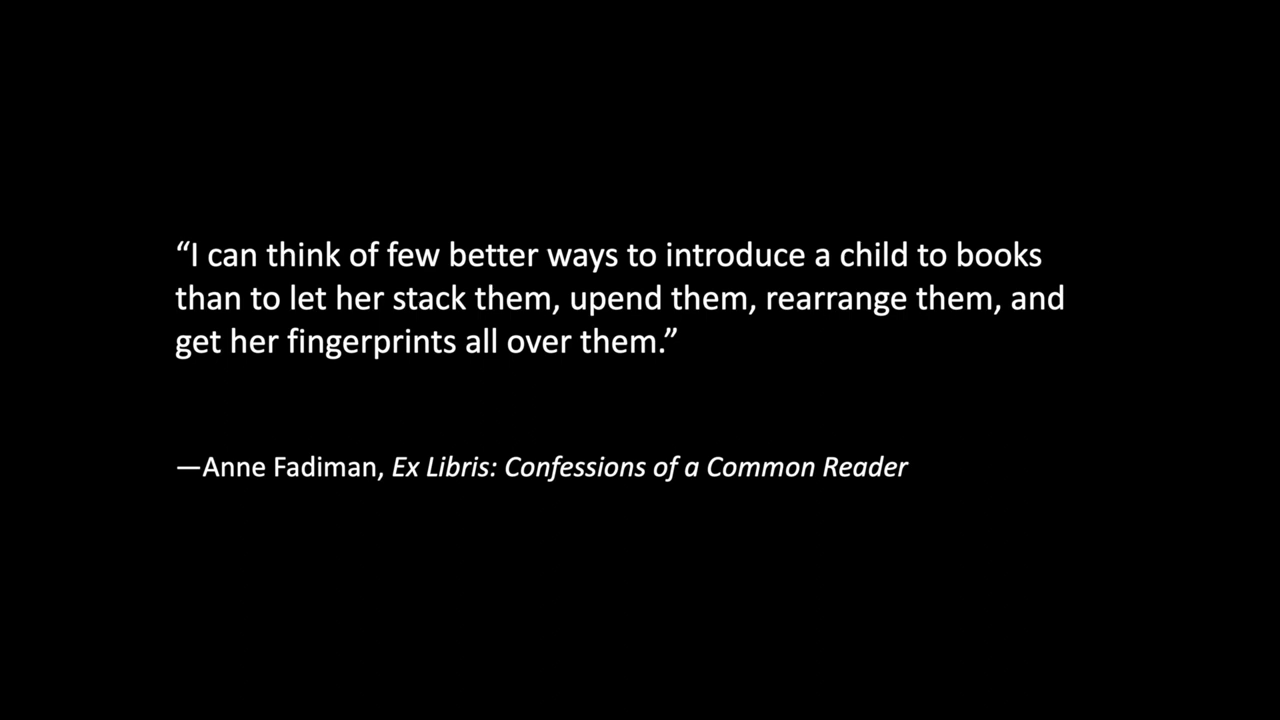 “I can think of few better ways to introduce a child to books
than to let her stack them, upend them, rearrange them, and
get her fingerprints all over them.”
—Anne Fadiman, Ex Libris: Confessions of a Common Reader